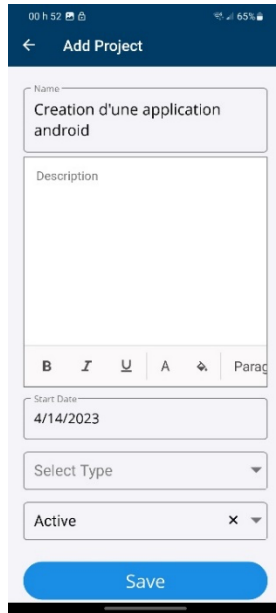 00 h 52
65%
Add Project
Name
Creation d'une application
android
Description
B I U A Parag
Start Date
4/14/2023
Select Type
Active
Save